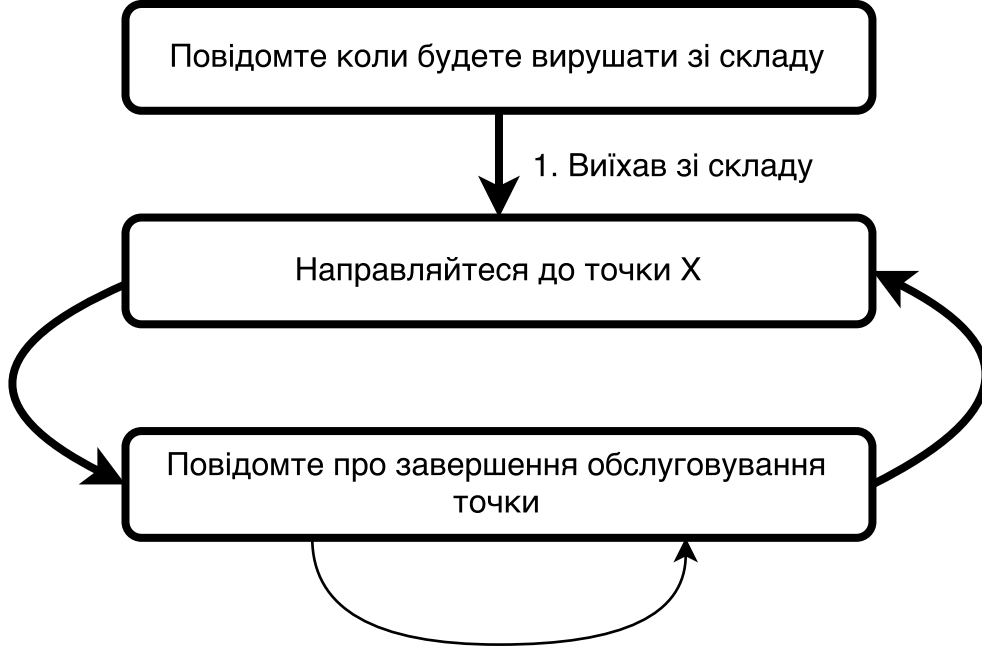 Повідомте коли будете вирушати зі складу
1. Виїхав зі складу
Направляйтеся до точки X
Повідомте про завершення обслуговування
точки